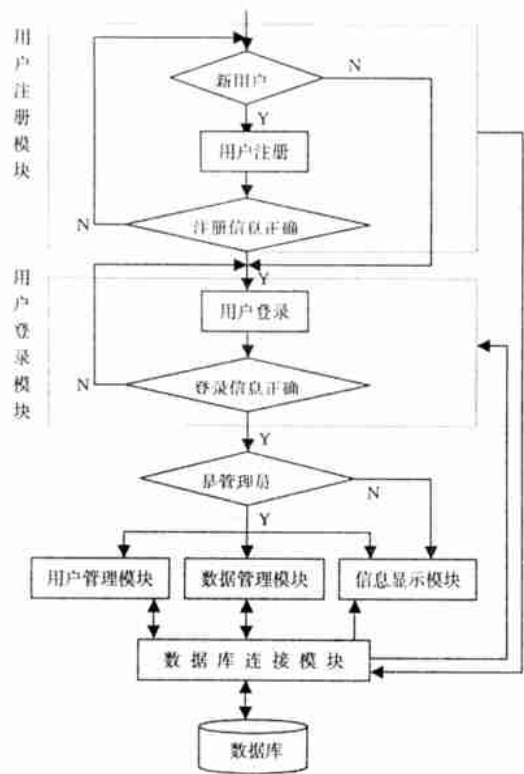 用户注册模块
新用户
N
Y
用户注册
注册信息正确
N
Y
用户登录模块
用户登录
登录信息正确
N
Y
是管理员
N
Y
用户管理模块
数据管理模块
信息显示模块
数据库连接模块
数据库